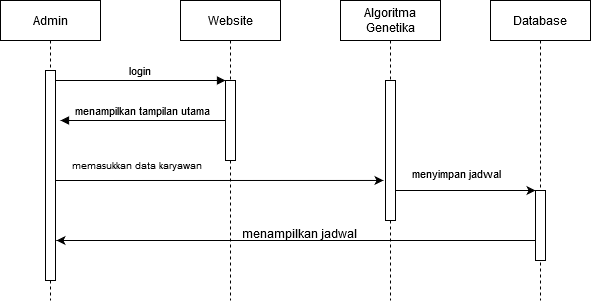 Admin
Website
Algoritma
Genetika
Database
login
menampilkan tampilan utama
memasukkan data karyawan
menyimpan jadwal
menampilkan jadwal